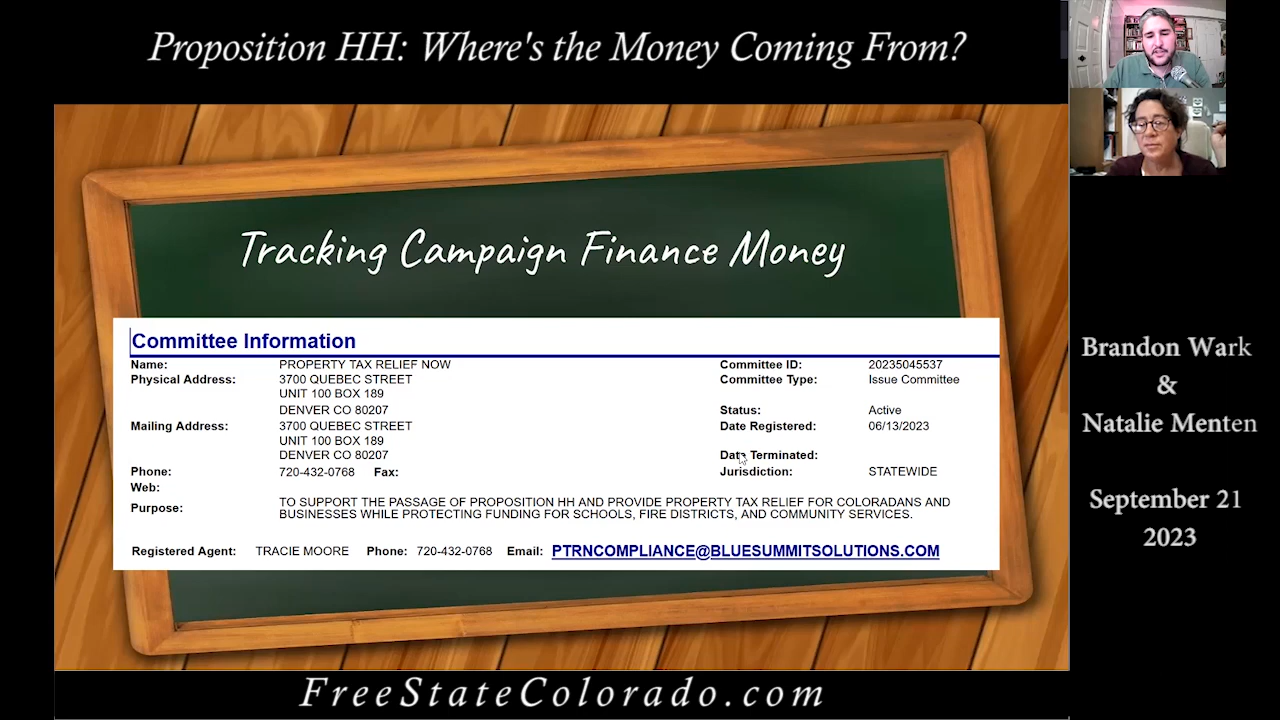 Proposition HH: Where's the Money Coming From?
Tracking Campaign Finance Money
Committee Information
Name: PROPERTY TAX RELIEF NOW Committee ID: 20235045537
Physical Address: 3700 QUEBEC STREET Committee Type: Issue Committee
UNIT 100 BOX 189
DENVER CO 80207 Status: Active
Mailing Address: 3700 QUEBEC STREET Date Registered: 06/13/2023
UNIT 100 BOX 189
DENVER CO 80207 Date Terminated:
Phone: 720-432-0768 Fax: Jurisdiction: STATEWIDE
Web:
Purpose: TO SUPPORT THE PASSAGE OF PROPOSITION HH AND PROVIDE PROPERTY TAX RELIEF FOR COLORADANS AND
BUSINESSES WHILE PROTECTING FUNDING FOR SCHOOLS, FIRE DISTRICTS, AND COMMUNITY SERVICES.
Registered Agent: TRACIE MOORE Phone: 720-432-0768 Email: PTRNCOMPLIANCE@BLUESUMMITSOLUTIONS.COM
Brandon Wark
&
Natalie Menten
September 21
2023
FreeStateColorado.com